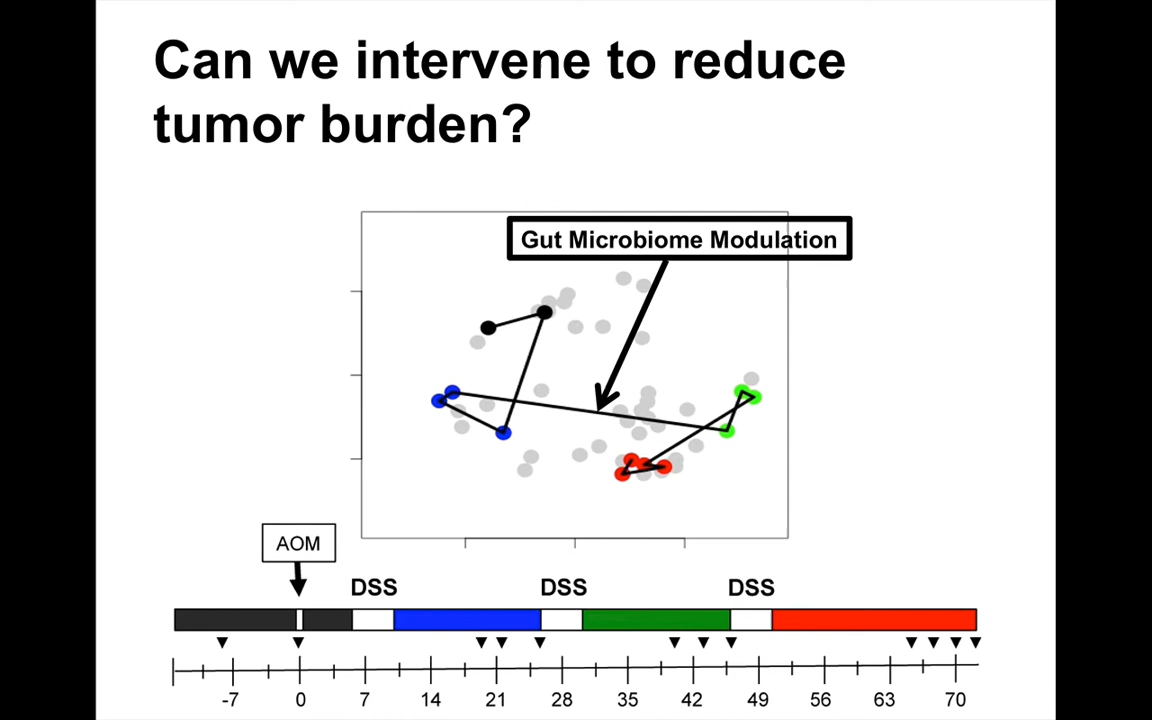 Can we intervene to reduce
tumor burden?
Gut Microbiome Modulation
AOM
DSS DSS DSS
-7 0 7 14 21 28 35 42 49 56 63 70